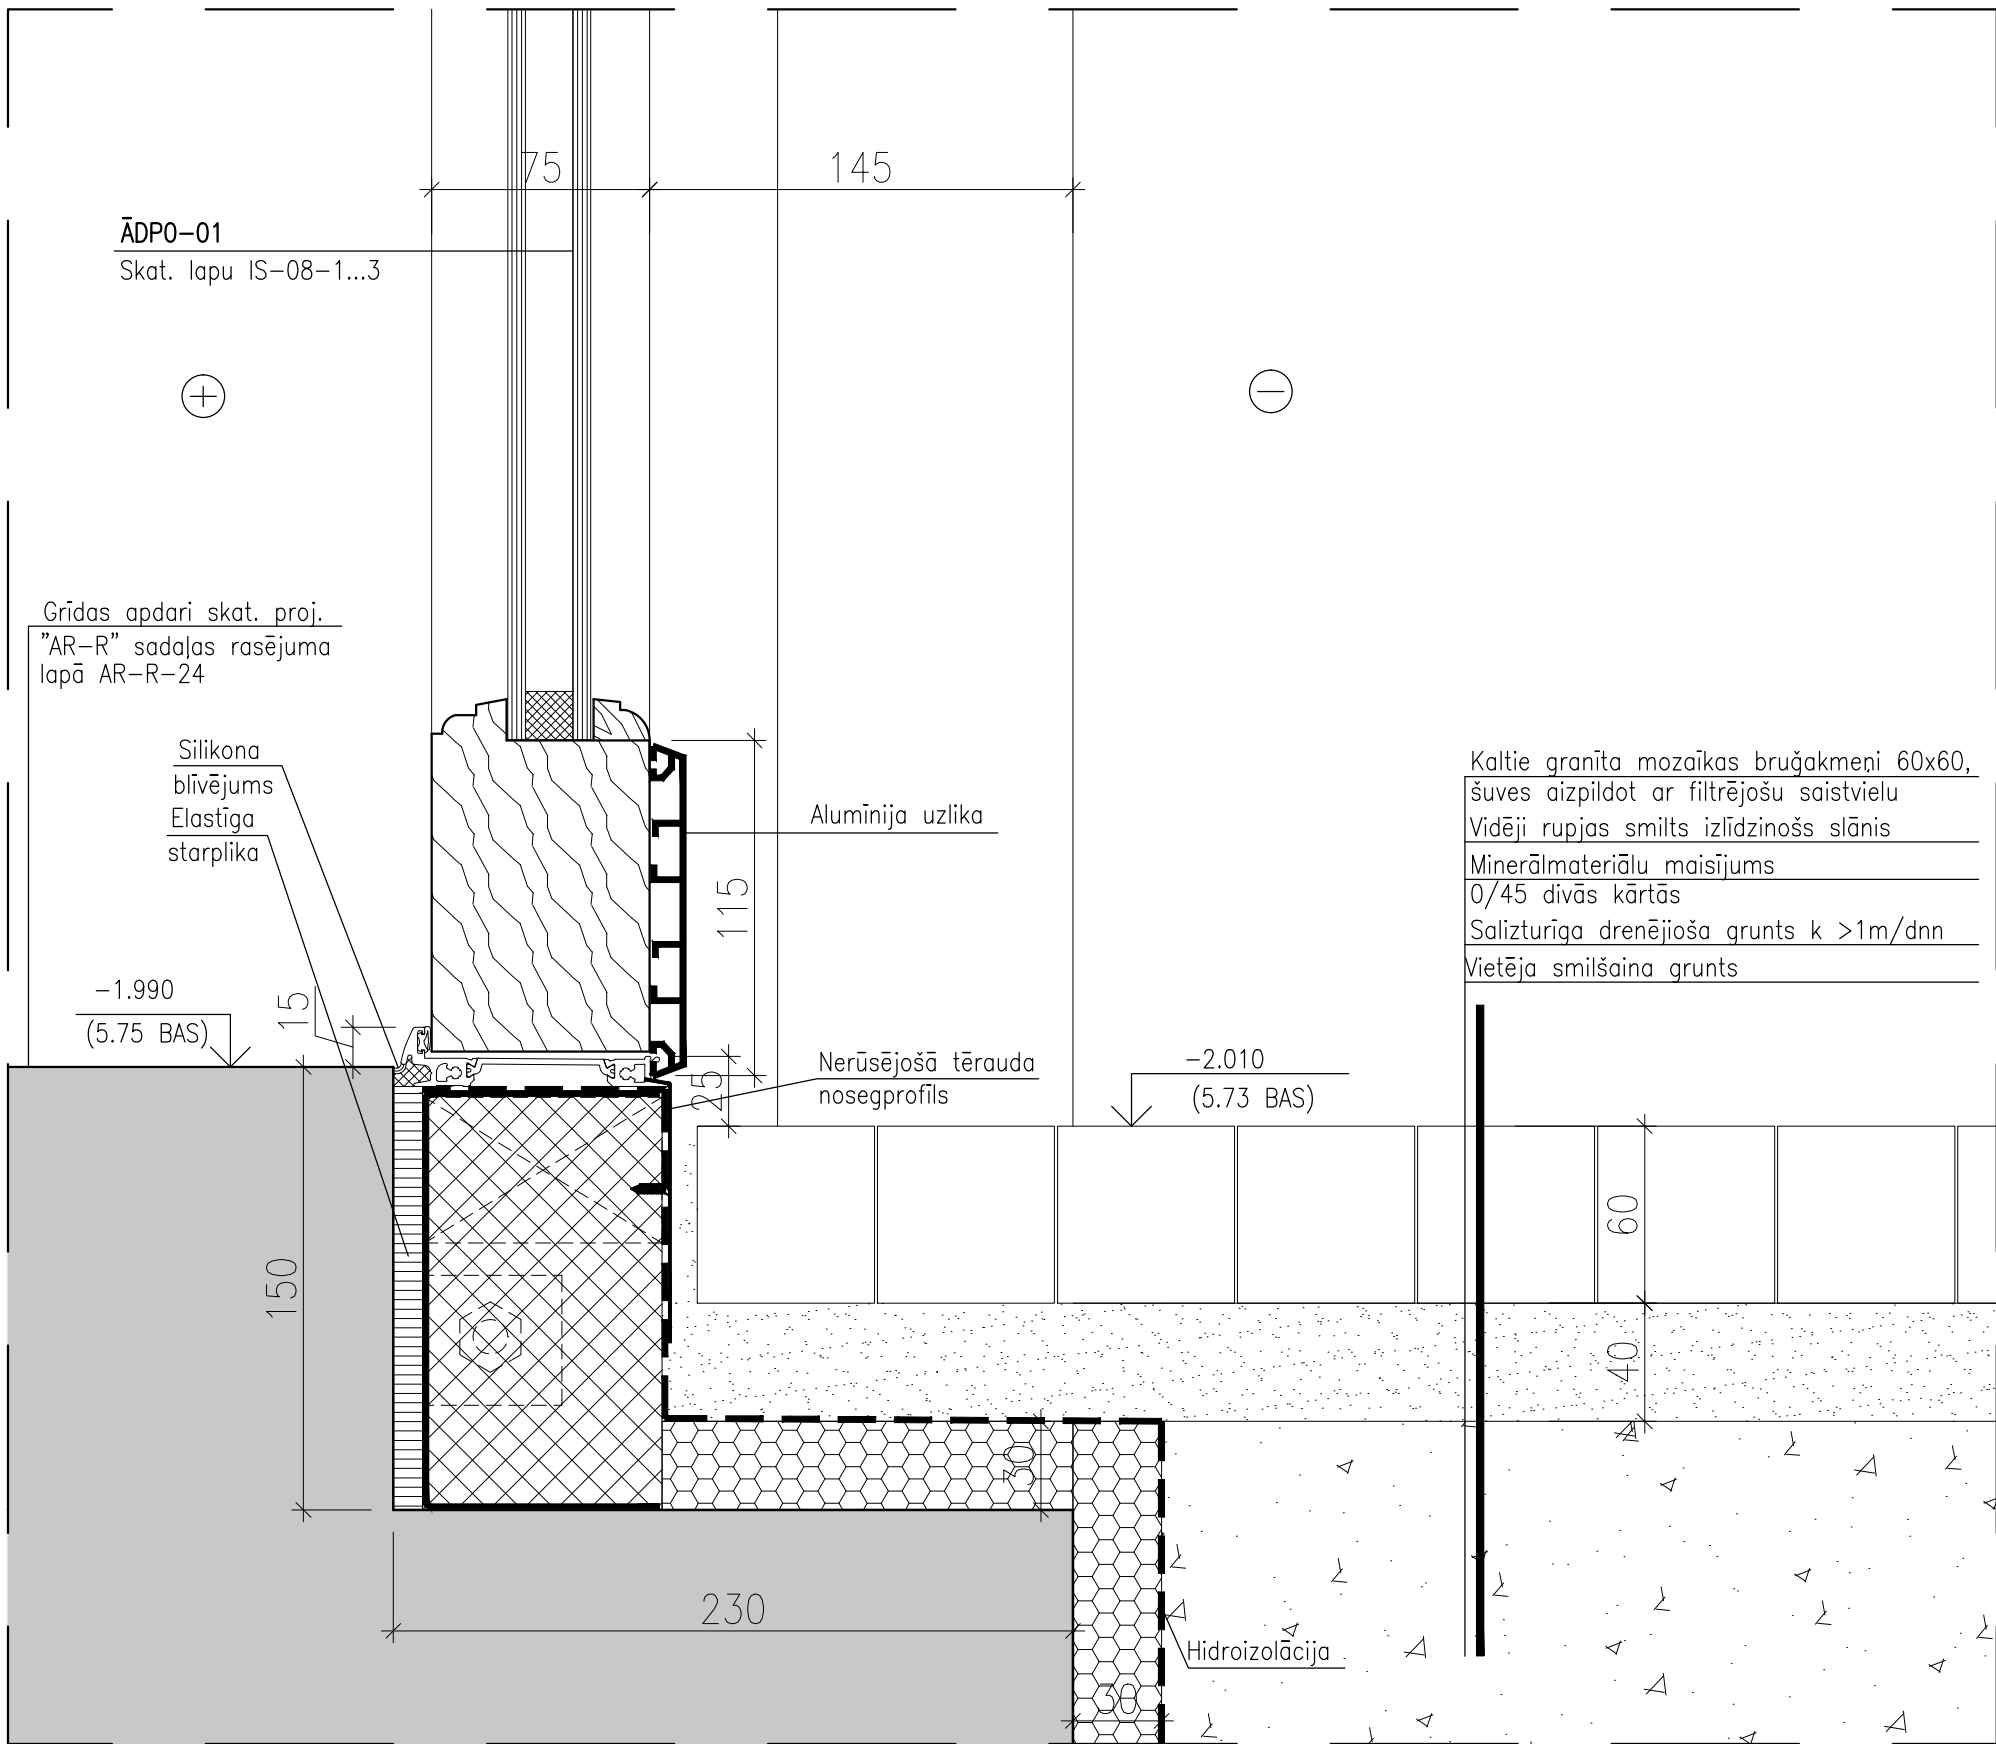 75
145
ĀDPO-01
Skat. lapu IS-08-1...3
Grīdas apdari skat. proj.
"AR-R" sadaļas rasējuma
lapā AR-R-24
Silikona
blīvējums
Elastīga
starplika
Alumīnija uzlika
115
Kaltie granīta mozaīkas bruģakmeņi 60x60,
šuves aizpildot ar filtrējošu saistvielu
Vidēji rupjas smilts izlīdzinošs slānis
Minerālmateriālu maisījums
0/45 divās kārtās
Salizturīga drenējioša grunts k >1m/dnn
Vietēja smilšaina grunts
-1.990
(5.75 BAS)
15
Nerūsējošā tērauda
nosegprofils
25
-2.010
(5.73 BAS)
60
150
40
30
230
Hidroizolācija
30